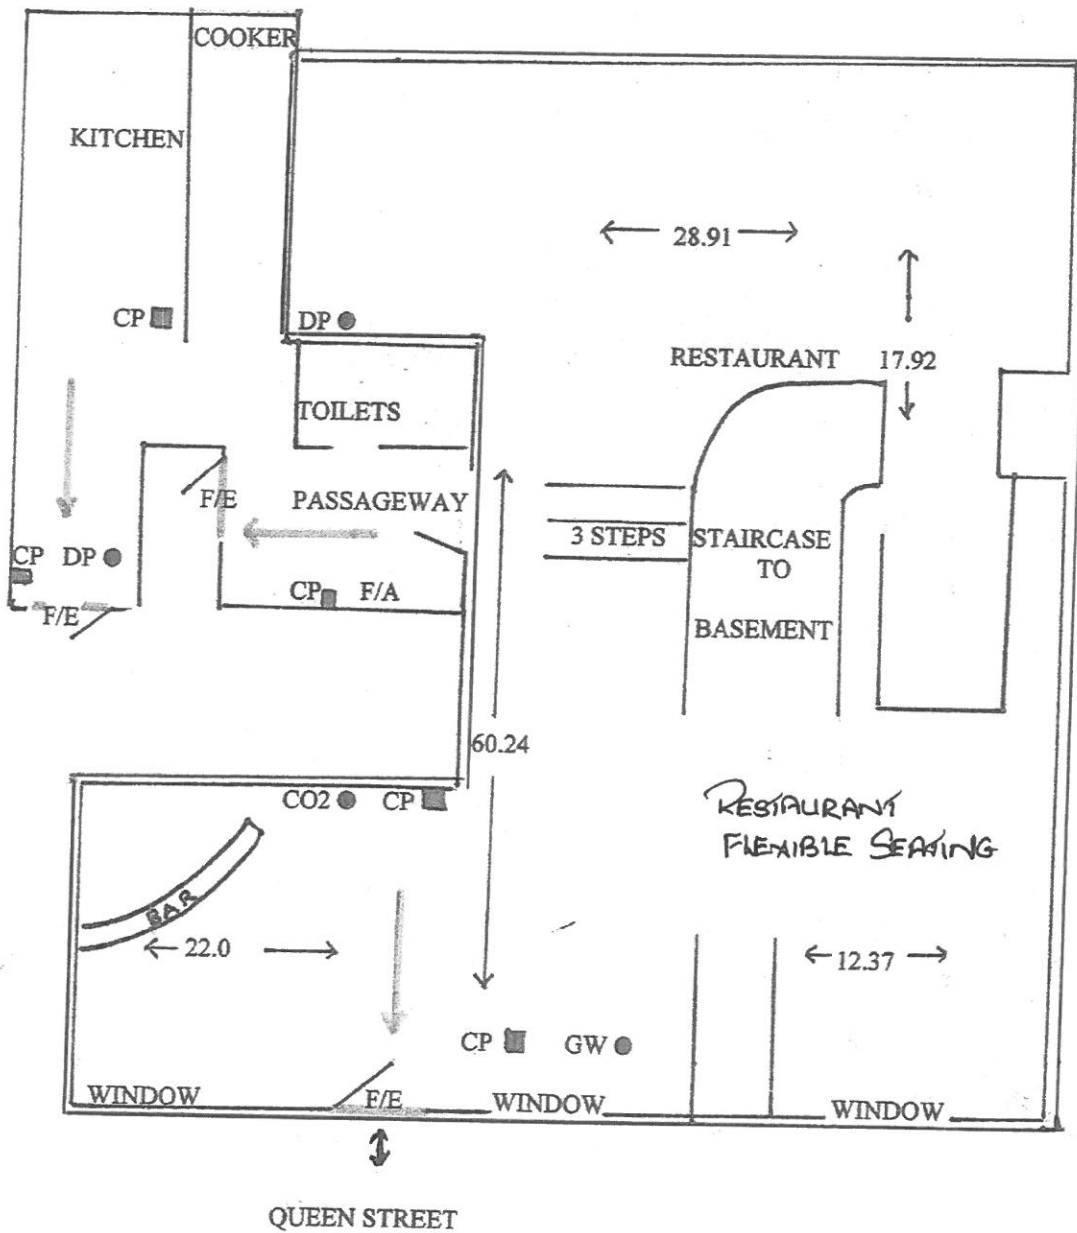 COOKER
KITCHEN
28.91
CP
DP
RESTAURANT
17.92
TOILETS
F/E
PASSAGEWAY
3 STEPS
STAIRCASE
TO
BASEMENT
CP
DP
CP
F/A
F/E
60.24
CO2
CP
RESTAURANT
FLEXIBLE SEATING
BAR
22.0
12.37
CP
GW
WINDOW
F/E
WINDOW
WINDOW
QUEEN STREET